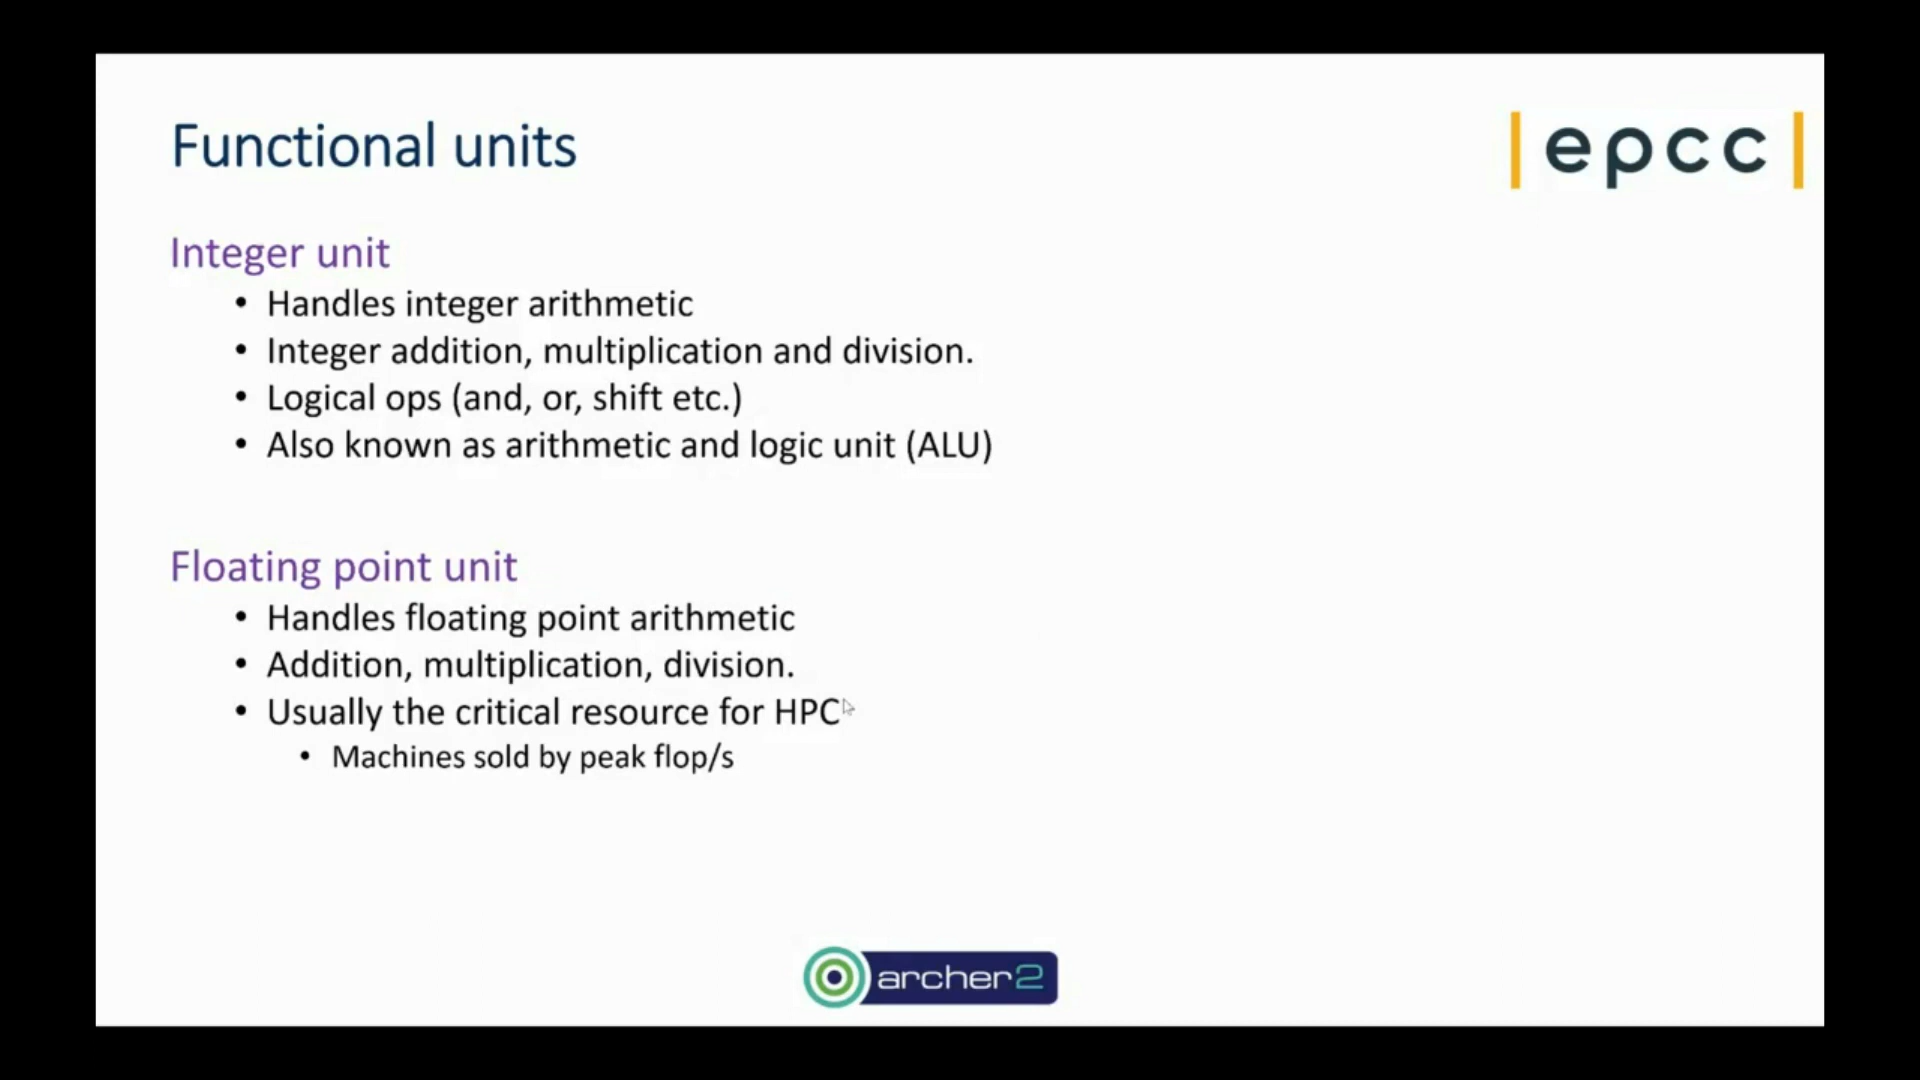 Functional units
|epcc|
Integer unit
• Handles integer arithmetic
• Integer addition, multiplication and division.
• Logical ops (and, or, shift etc.)
• Also known as arithmetic and logic unit (ALU)
Floating point unit
• Handles floating point arithmetic
• Addition, multiplication, division.
• Usually the critical resource for HPC
• Machines sold by peak flop/s
archer2